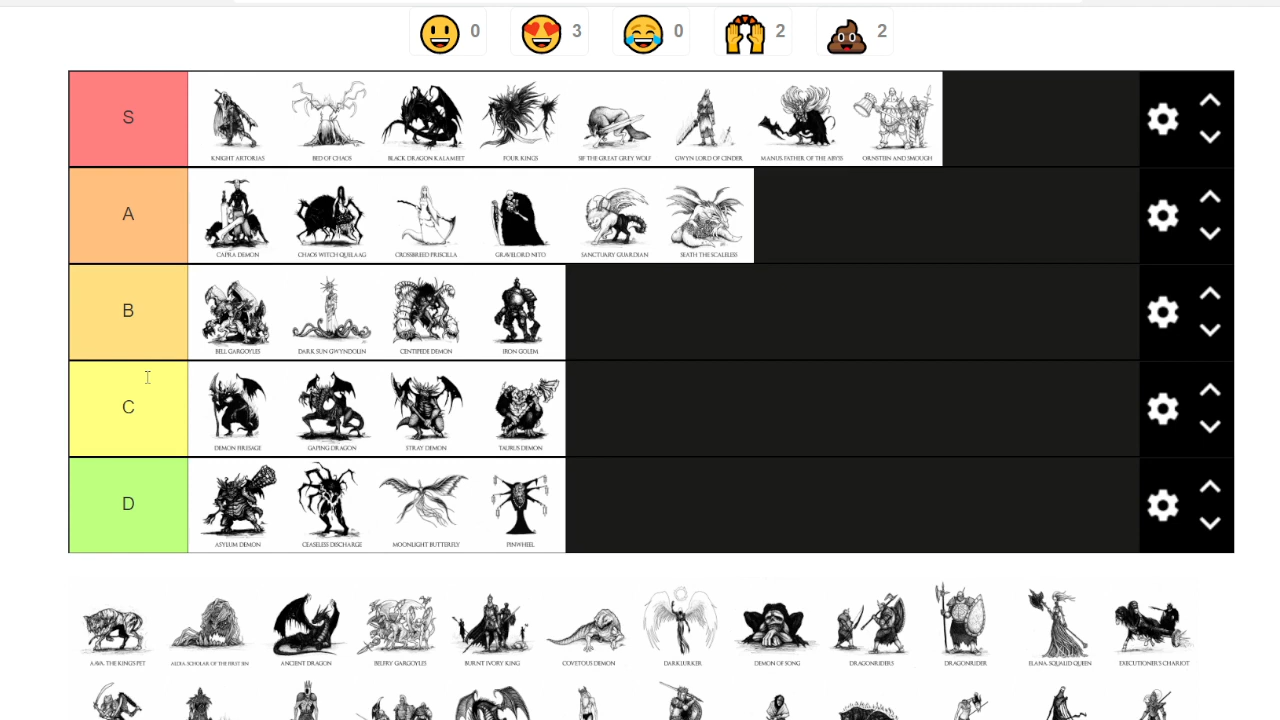 0 3 0 2 2
S
KNIGHT ARTORIAS BED OF CHAOS BLACK DRAGON KALAMEET FOUR KINGS SIF THE GREAT GREY WOLF GWYN LORD OF CINDER MANUS FATHER OF THE ABYSS ORNSTEIN AND SMOUGH
A
CAPRA DEMON CHAOS WITCH QUELAAG CROSSBREED PRISCILLA GRAVELORD NITO SANCTUARY GUARDIAN SEATH THE SCALELESS
B
BELL GARGOYLES DARK SUN GWYNDOLIN CENTIPEDE DEMON IRON GOLEM
C
DEMON FIRESAGE GAPING DRAGON STRAY DEMON TAURUS DEMON
D
ASYLUM DEMON CEASELESS DISCHARGE MOONLIGHT BUTTERFLY PINWHEEL
AAVA, THE KING'S PET ALDIA, SCHOLAR OF THE FIRST SIN ANCIENT DRAGON BELFRY GARGOYLES BURNT IVORY KING COVETOUS DEMON DARKLURKER DEMON OF SONG DRAGONRIDERS DRAGONRIDER ELANA, SQUALID QUEEN EXECUTIONER'S CHARIOT